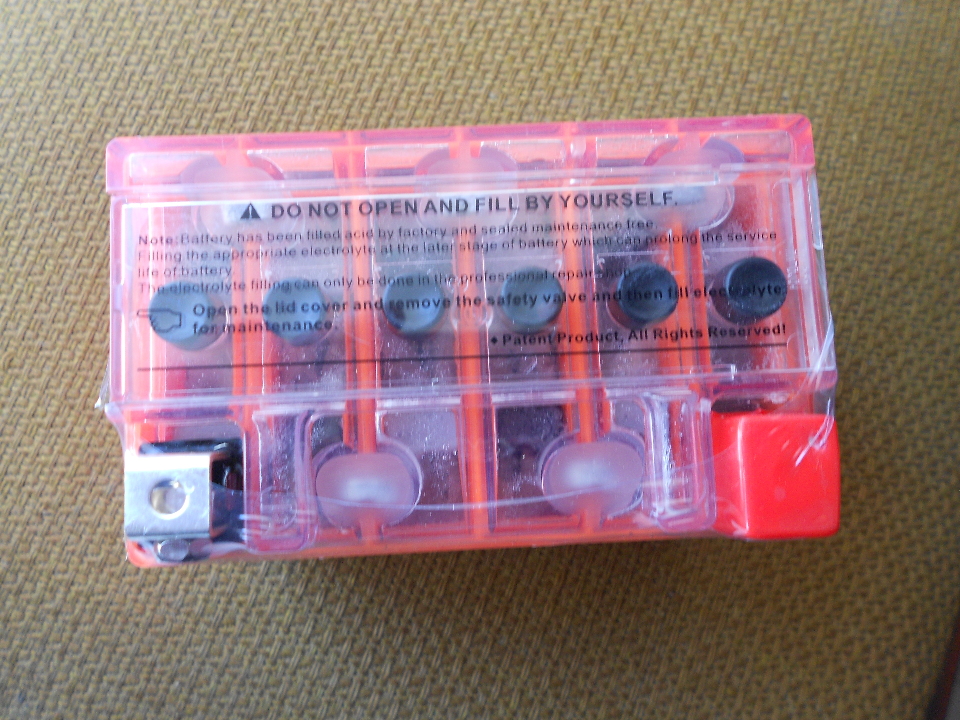 DO NOT OPEN AND FILL BY YOURSELF.
Note:Battery has been filled acid by factory and sealed maintenance free.
Filling the appropriate electrolyte at the later stage of battery which can prolong the service
life of battery.
The electrolyte filling can only be done in the professional repair shop.
Open the lid cover and remove the safety valve and then fill electrolyte
for maintenance.
♦ Patent Product, All Rights Reserved!